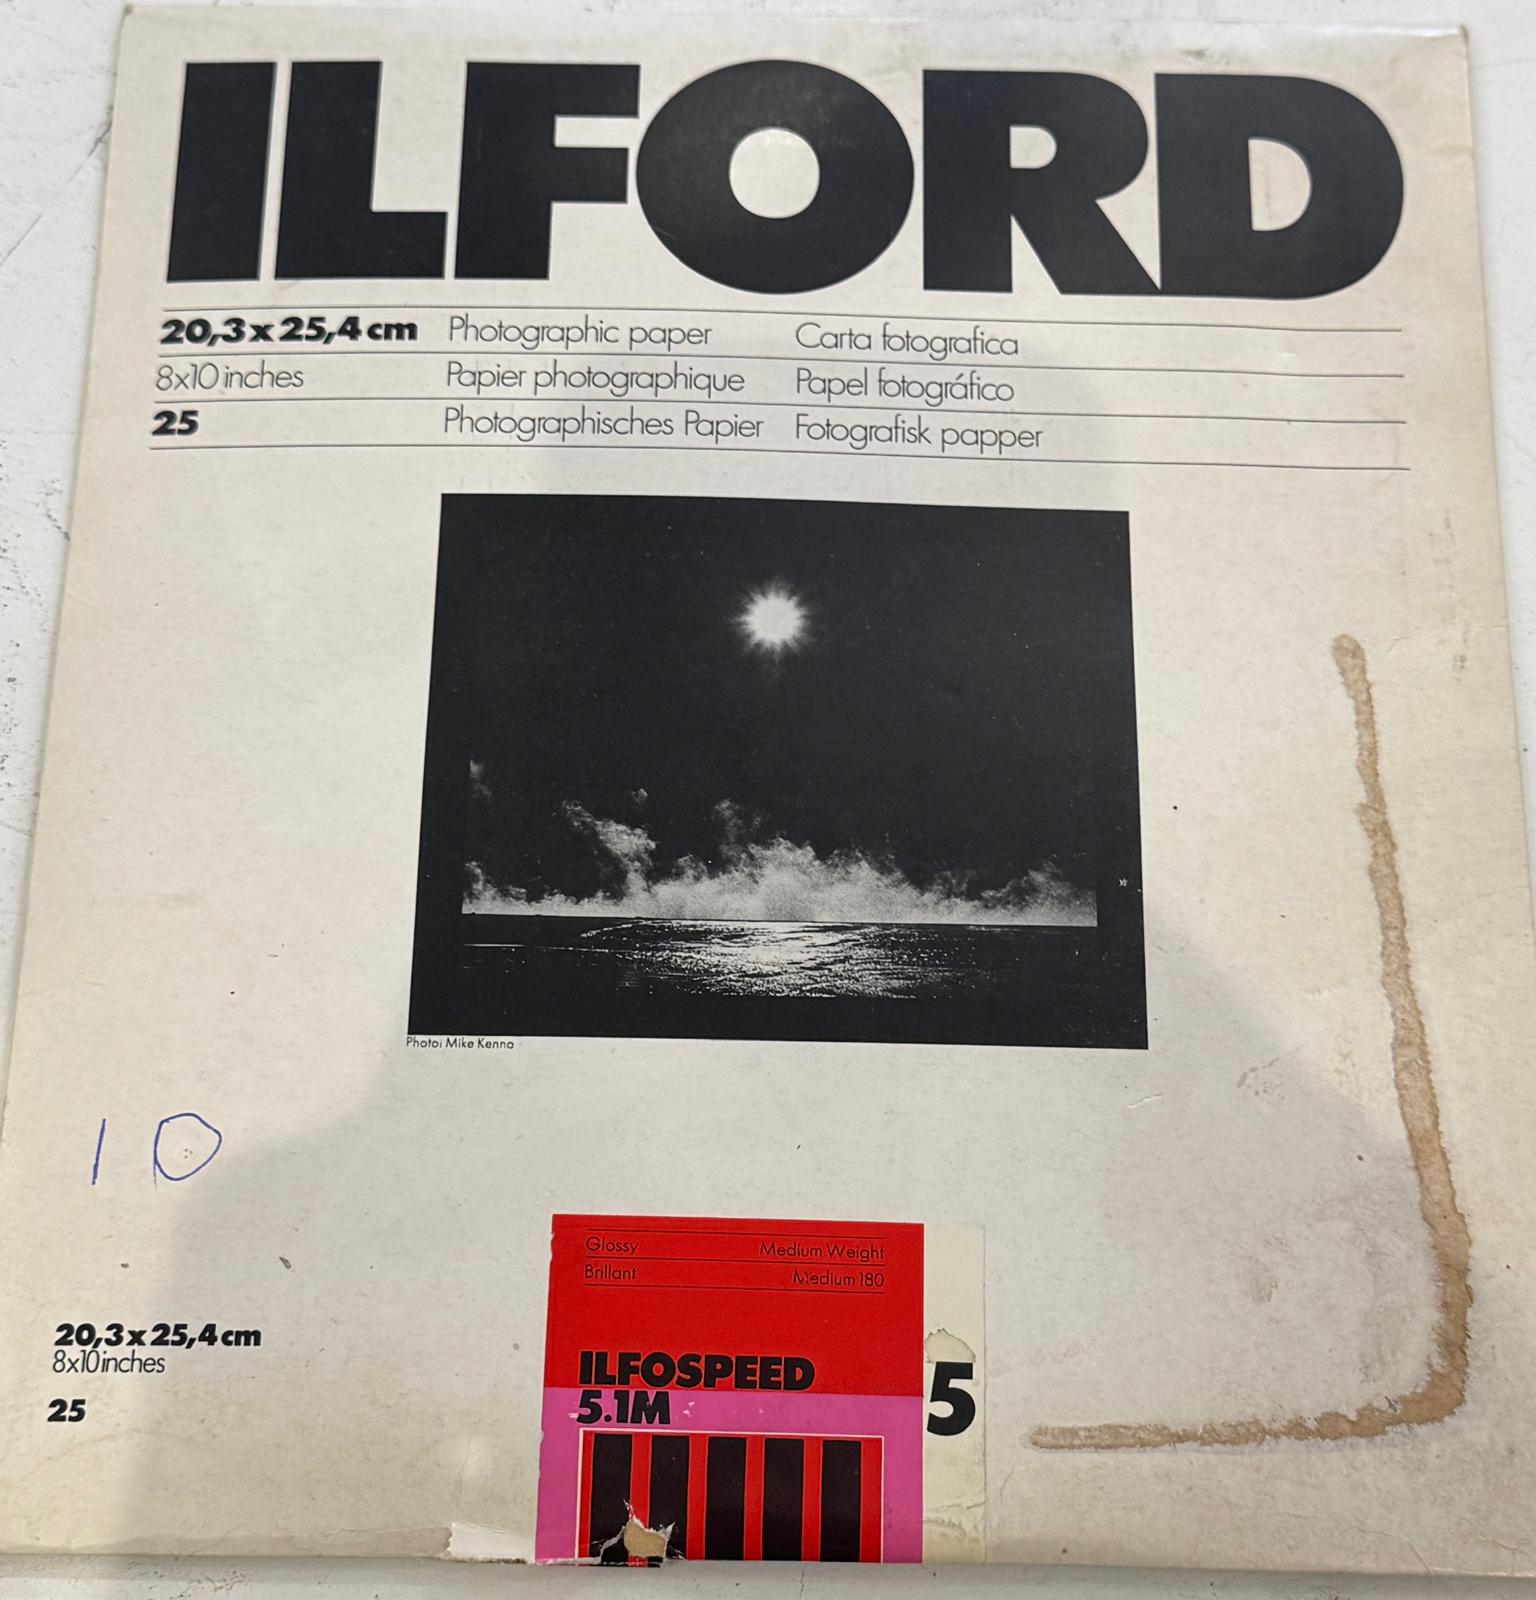 ILFORD
20,3 x 25,4 cm Photographic paper Carta fotografica
8x10 inches Papier photographique Papel fotográfico
25 Photographisches Papier Fotografisk papper
Photo: Mike Kenna
10
Glossy Medium Weight
Brillant Medium 180
20,3 x 25,4 cm
8x10 inches
25
ILFOSPEED
5.1M
5